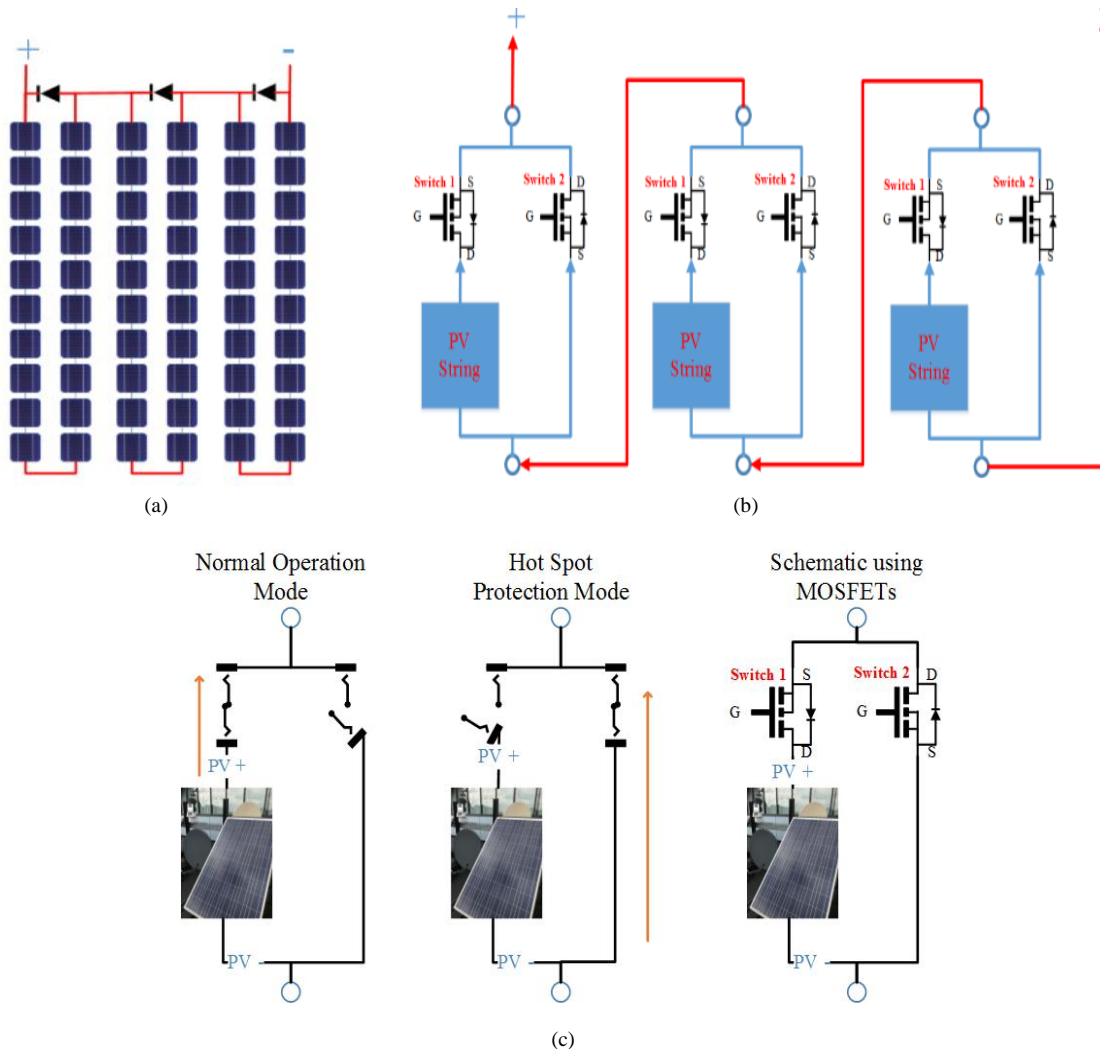 + -
(a)
+
Switch 1 S
Switch 2 D
G
D
G
S
PV
String
Switch 1 S
Switch 2 D
G
D
G
S
PV
String
Switch 1
S
Switch 2
D
G
D
G
S
PV
String
(b)
Normal Operation
Mode
PV +
PV -
Hot Spot
Protection Mode
PV +
PV -
Schematic using
MOSFETs
Switch 1 S
Switch 2 D
G
D
G
S
PV +
PV -
(c)